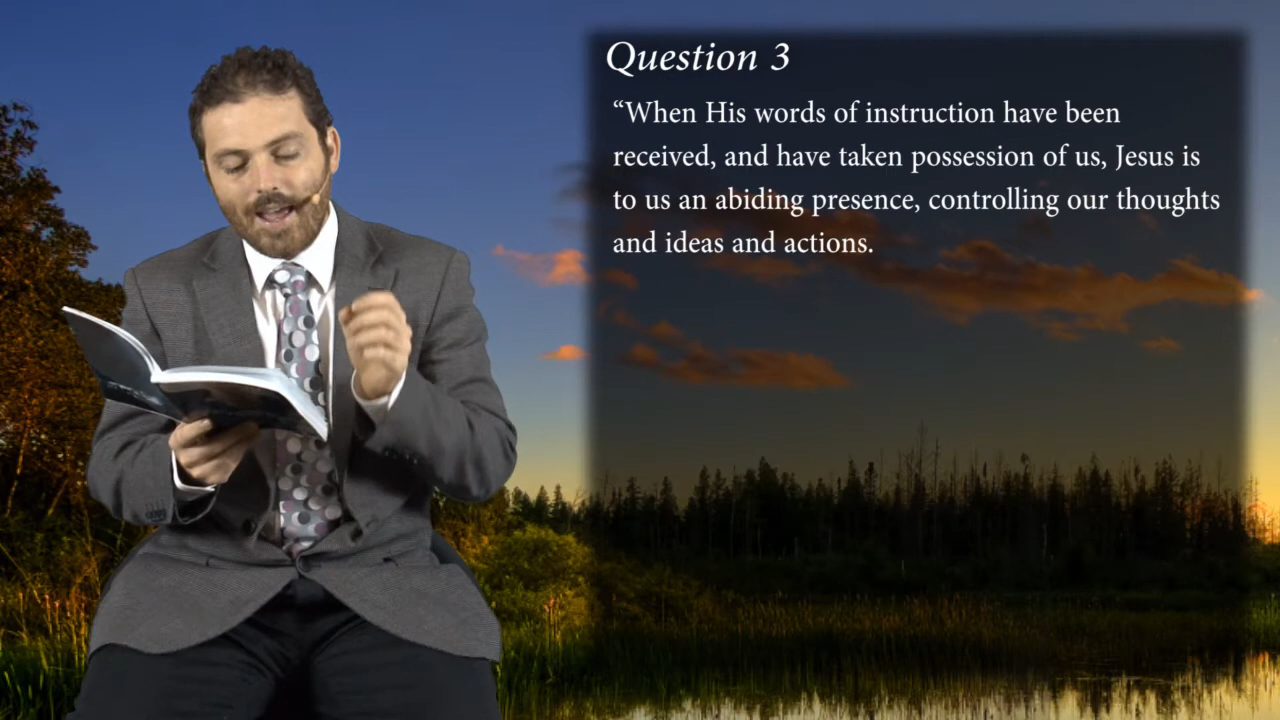 Question 3
“When His words of instruction have been
received, and have taken possession of us, Jesus is
to us an abiding presence, controlling our thoughts
and ideas and actions.